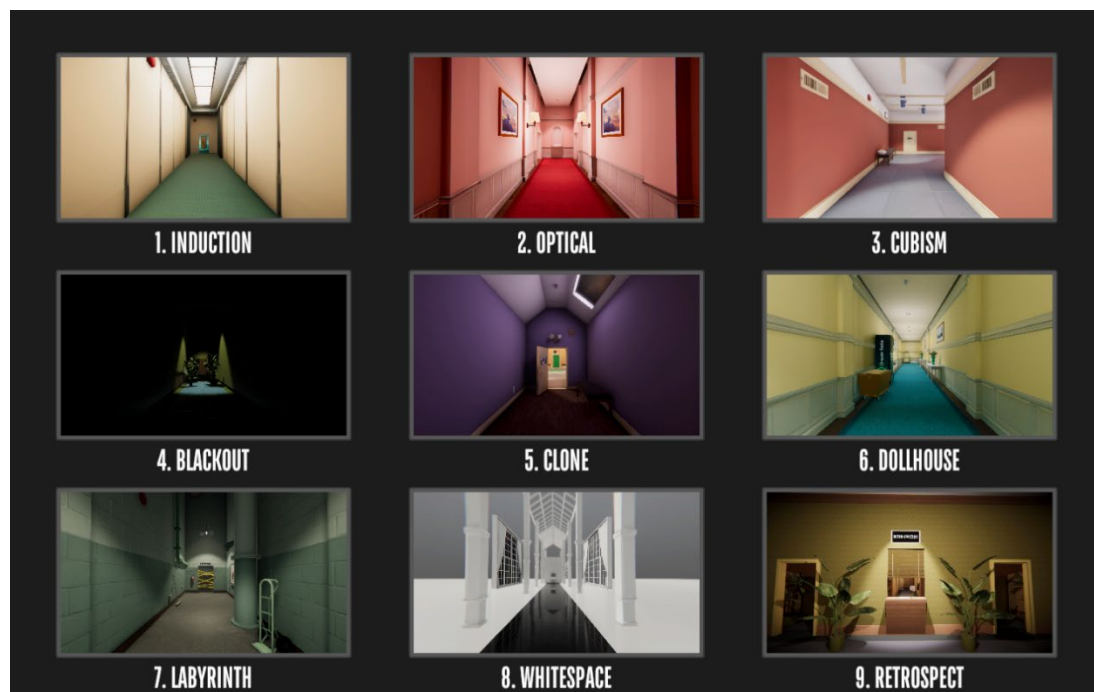 1. INDUCTION
2. OPTICAL
3. CUBISM
4. BLACKOUT
5. CLONE
6. DOLLHOUSE
7. LABYRINTH
8. WHITESPACE
9. RETROSPECT